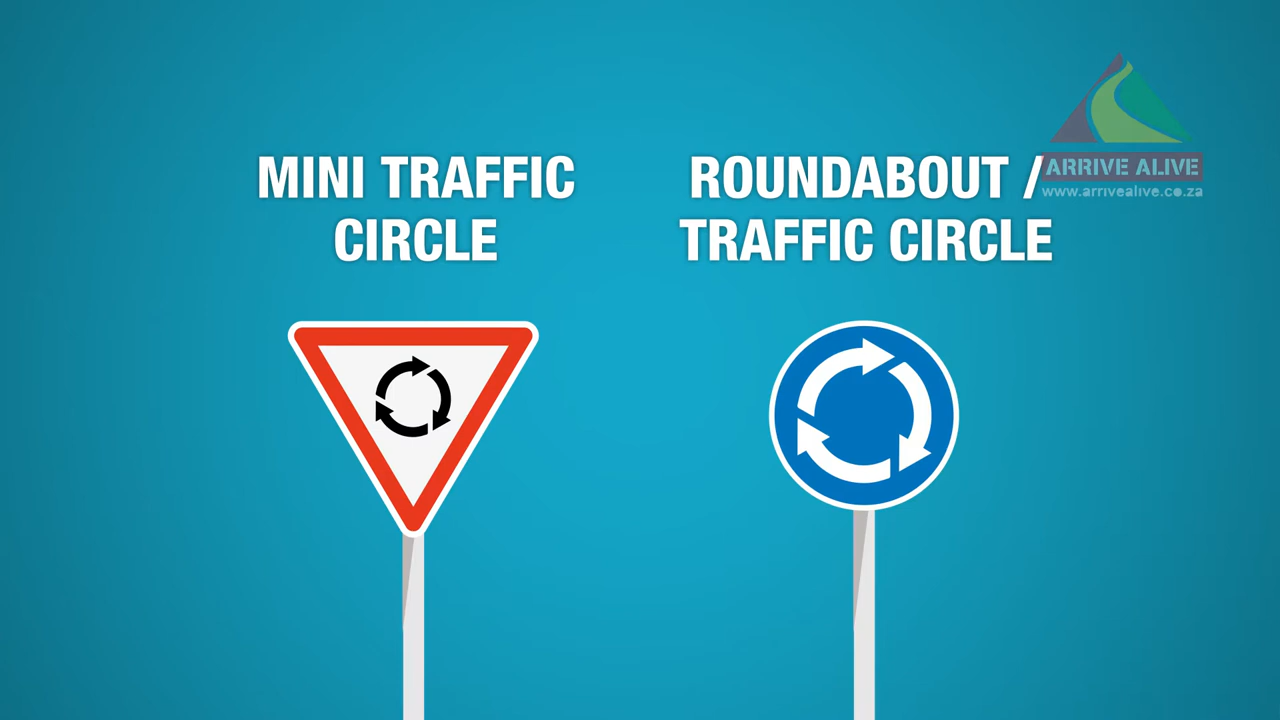 MINI TRAFFIC
CIRCLE
ROUNDABOUT /
TRAFFIC CIRCLE
ARRIVE ALIVE
www.arrivealive.co.za